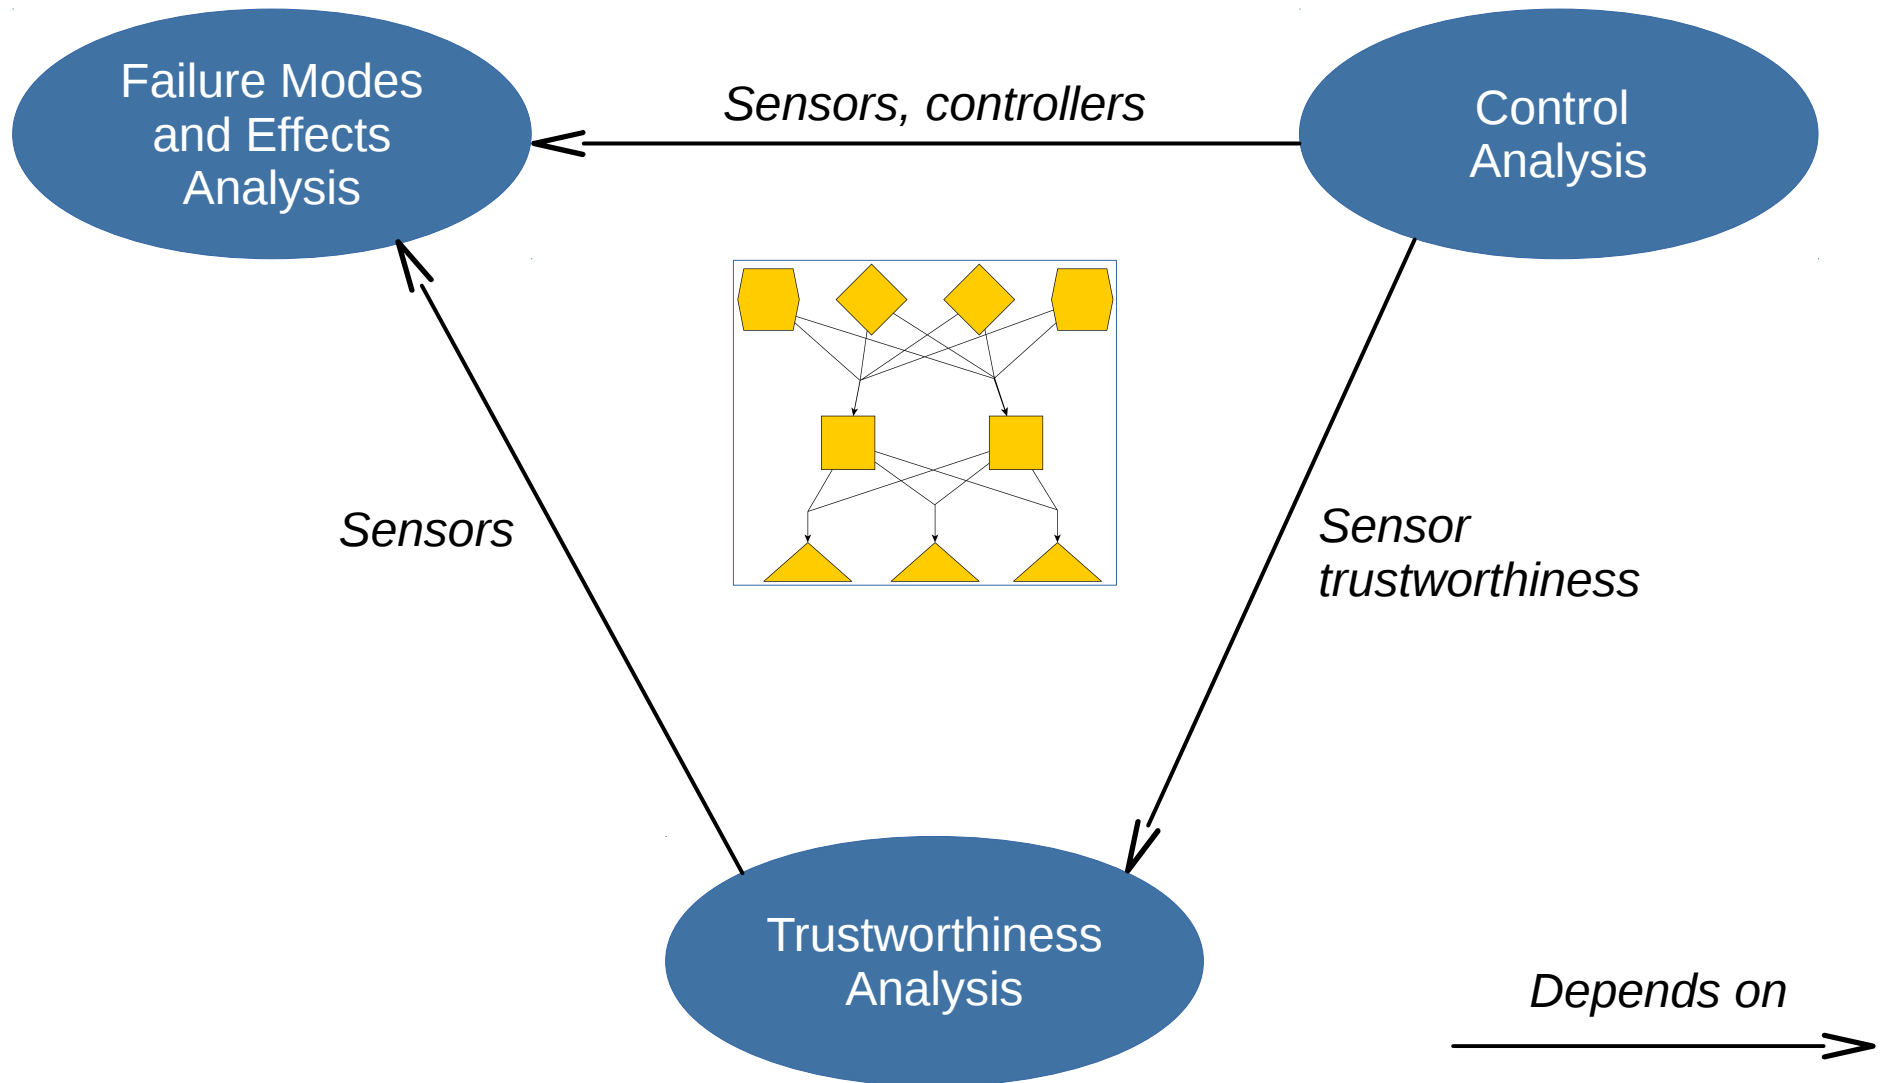 Failure Modes
and Effects
Analysis
Sensors, controllers
Control
Analysis
Sensors
Sensor
trustworthiness
Trustworthiness
Analysis
Depends on